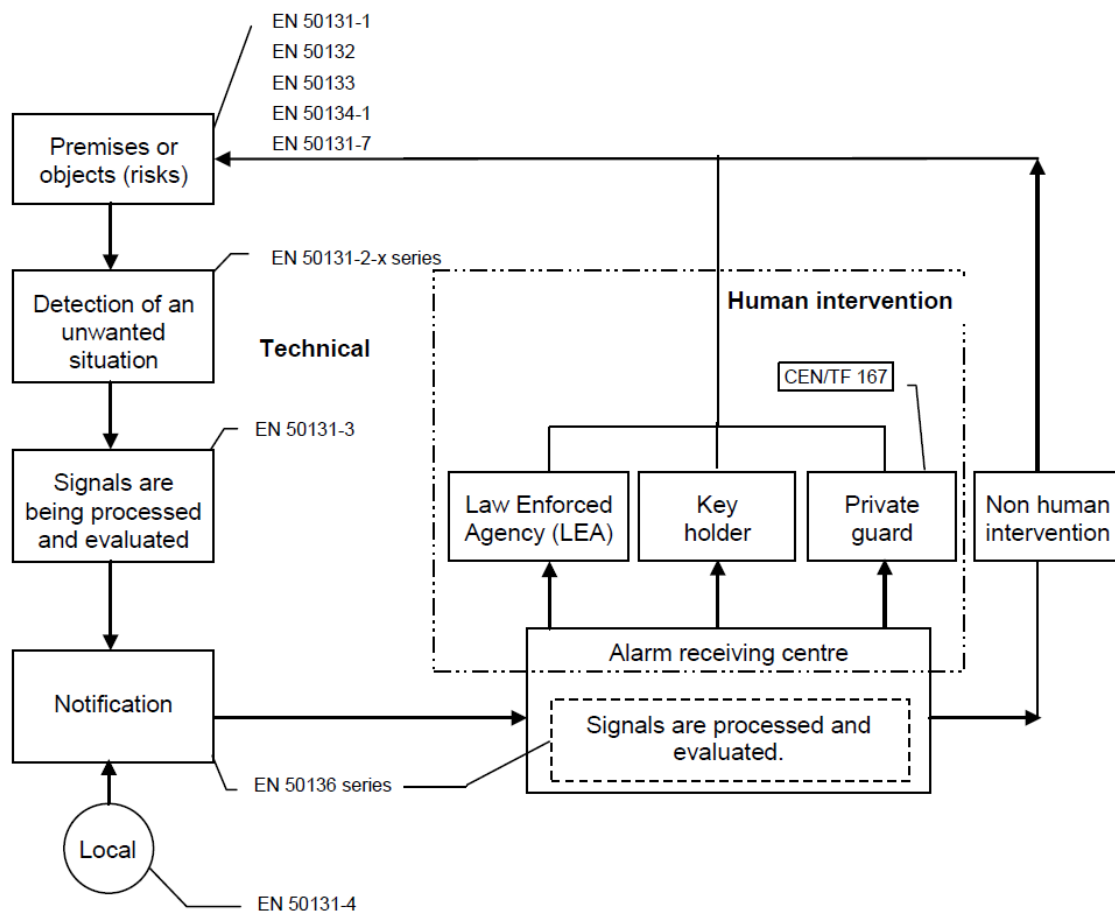 EN 50131-1
EN 50132
EN 50133
EN 50134-1
EN 50131-7
Premises or
objects (risks)
EN 50131-2-x series
Detection of an
unwanted
situation
Technical
Human intervention
CEN/TF 167
EN 50131-3
Signals are
being processed
and evaluated
Law Enforced
Agency (LEA)
Key
holder
Private
guard
Non human
intervention
Alarm receiving centre
Notification
Signals are processed and
evaluated.
EN 50136 series
Local
EN 50131-4